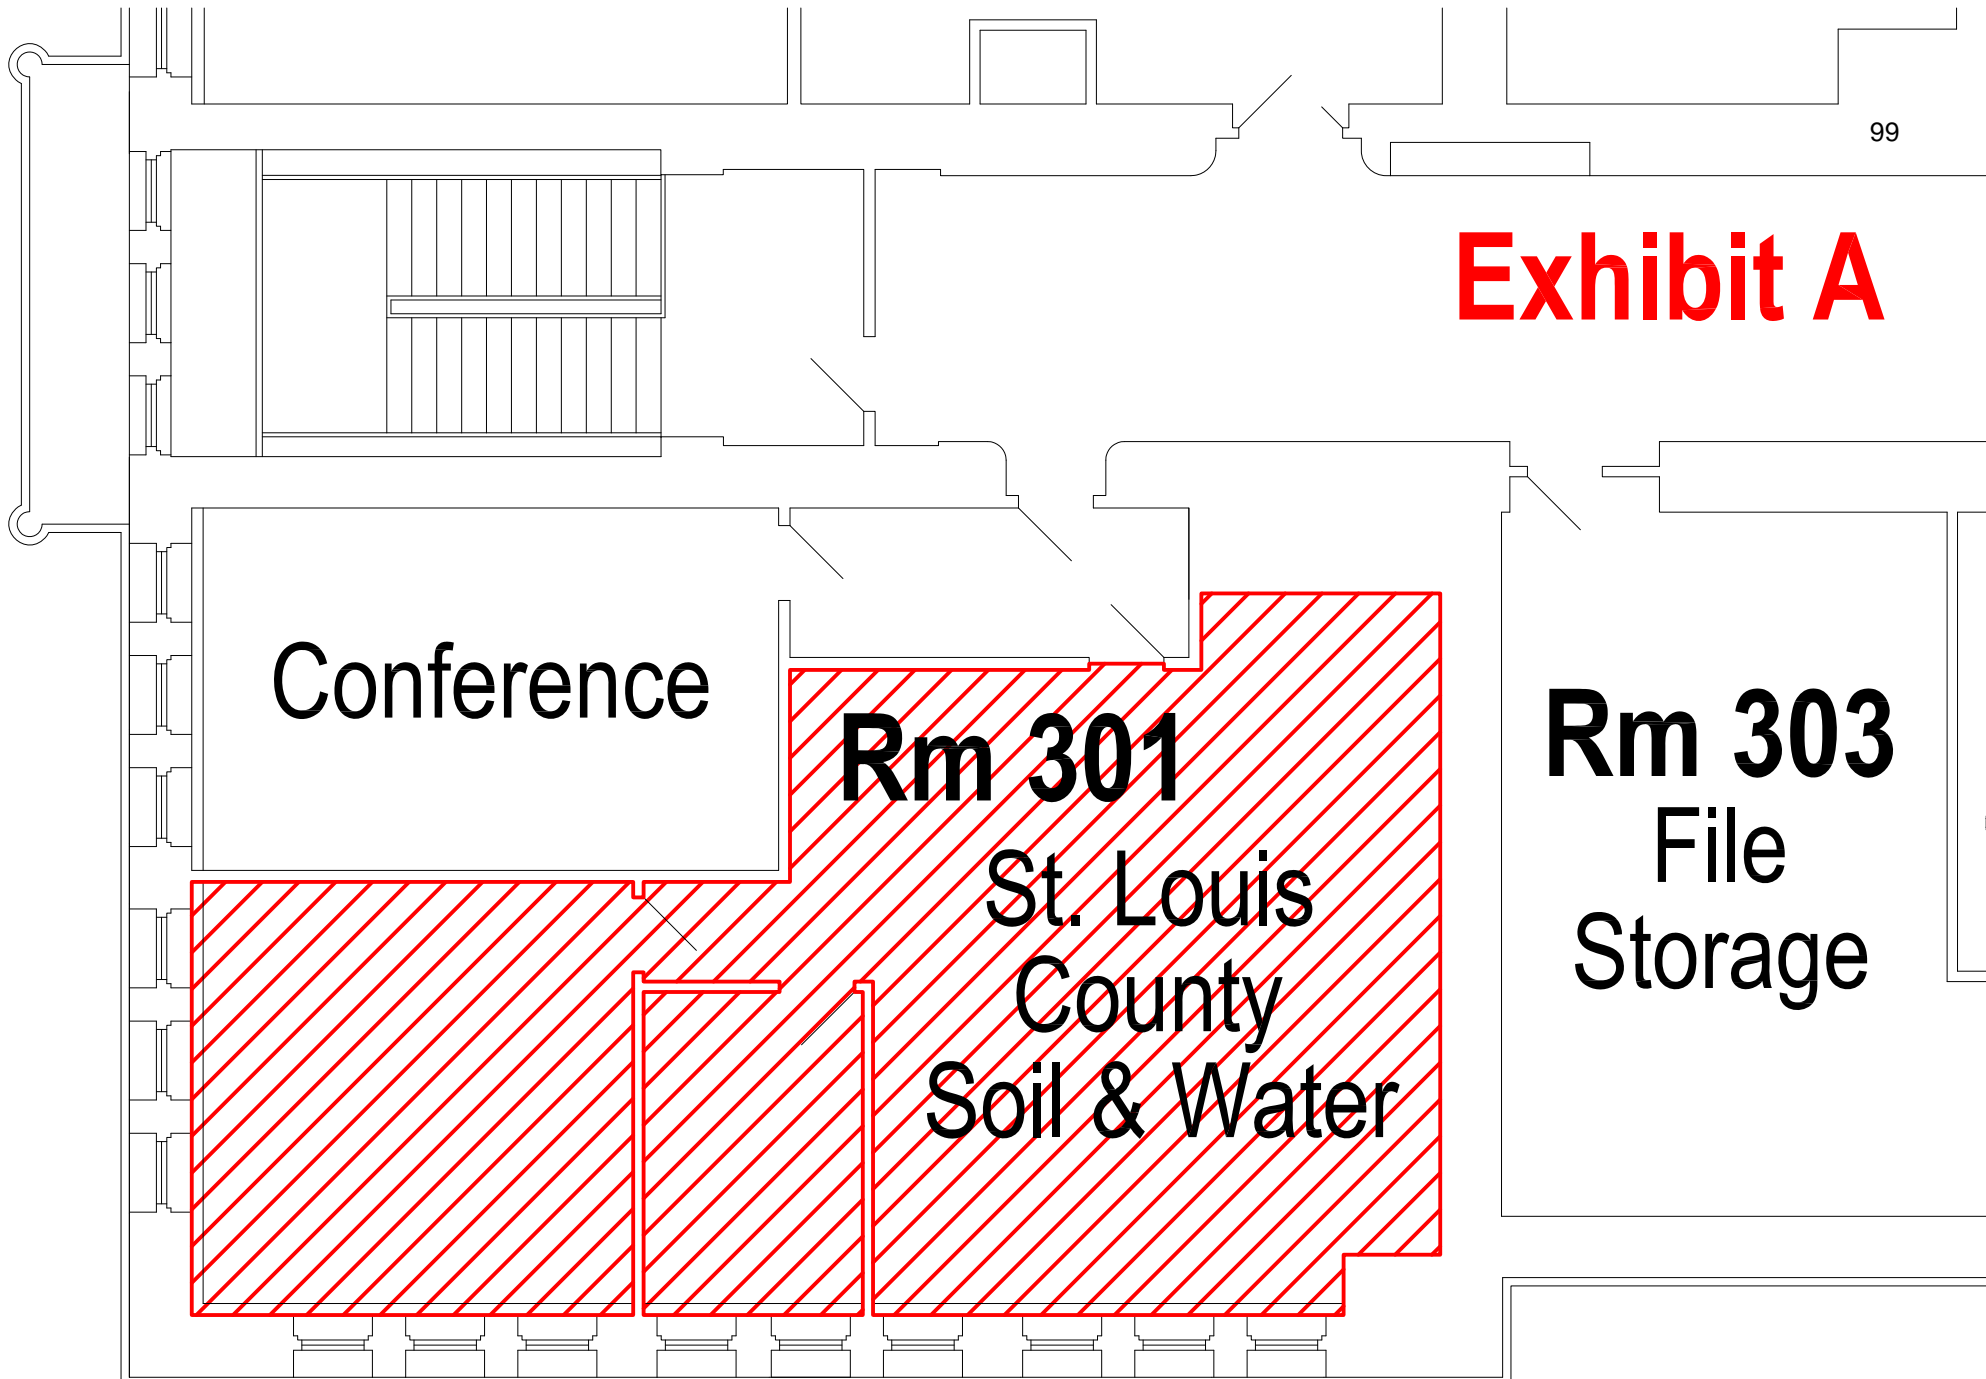 99
Exhibit A
Conference
Rm 301
St. Louis
County
Soil & Water
Rm 303
File
Storage